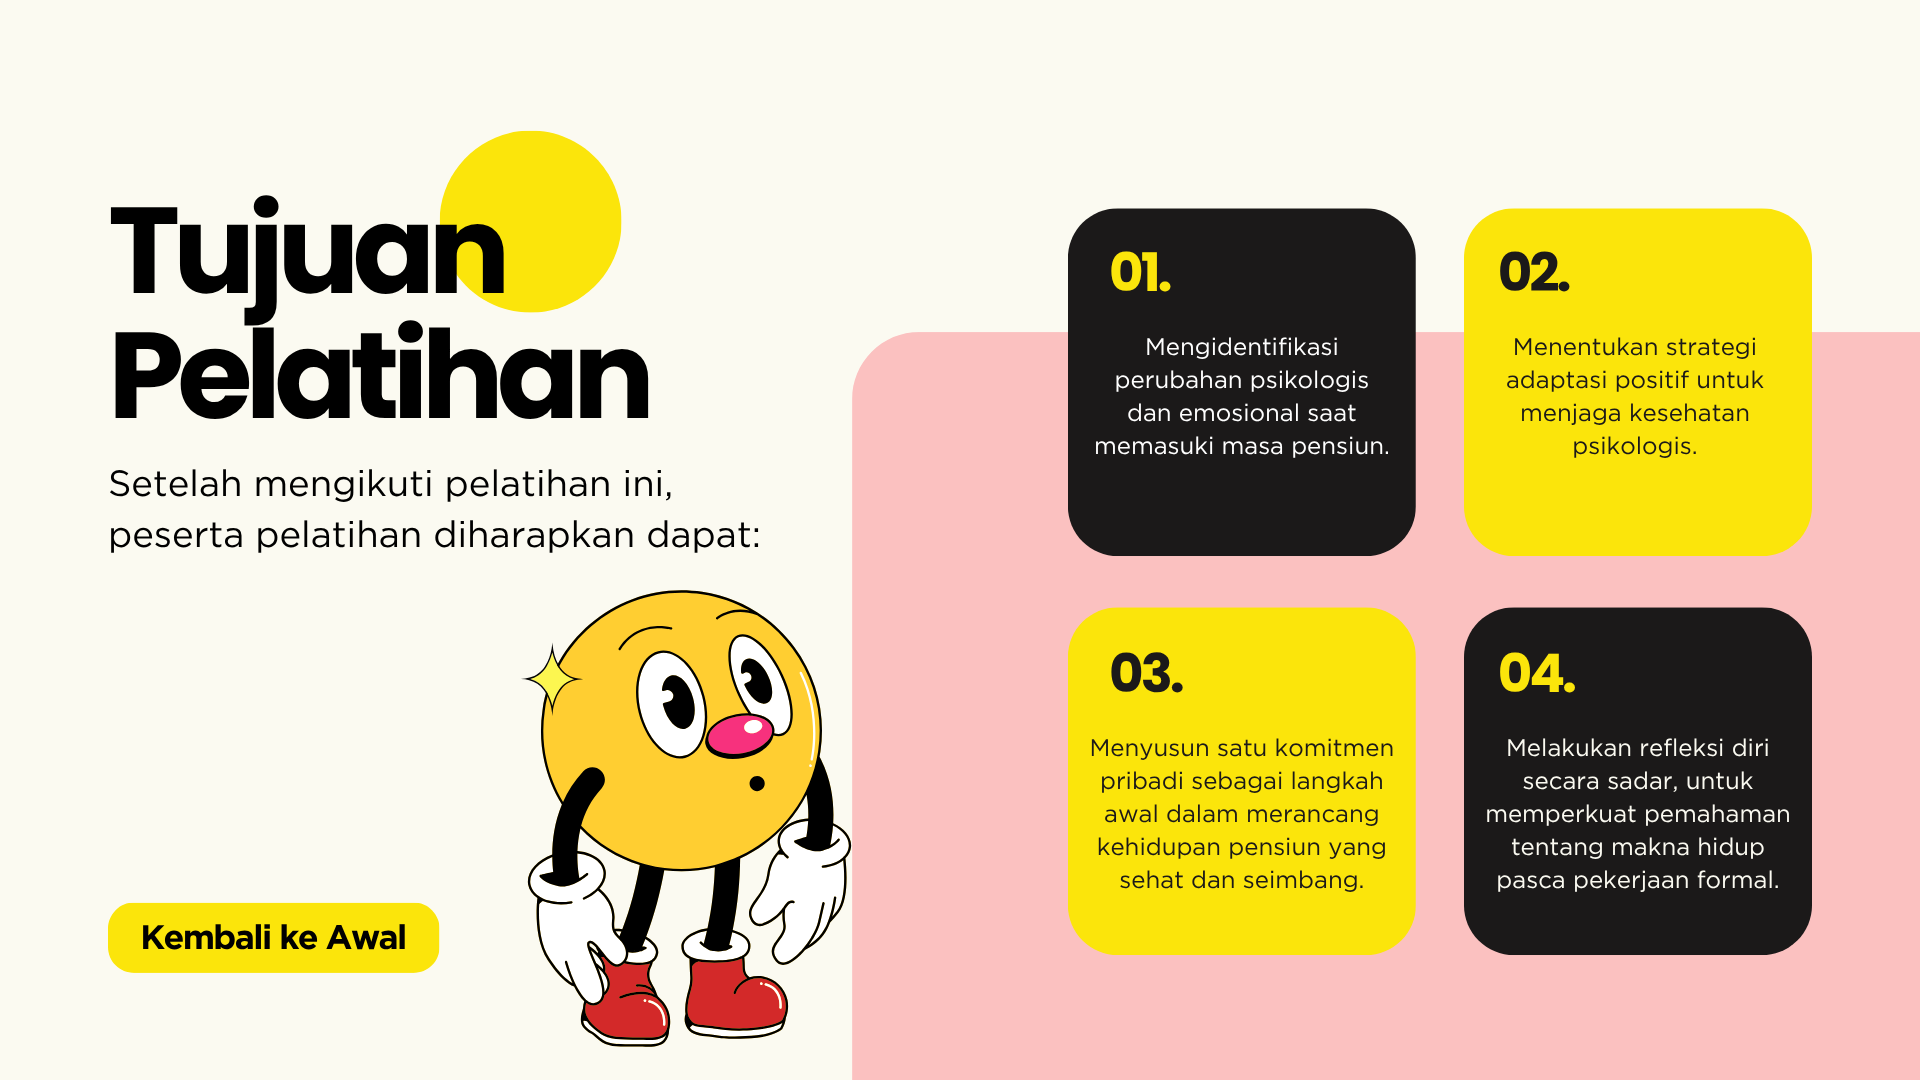 Tujuan
Pelatihan
Setelah mengikuti pelatihan ini,
peserta pelatihan diharapkan dapat:
Kembali ke Awal
01.
Mengidentifikasi
perubahan psikologis
dan emosional saat
memasuki masa pensiun.
02.
Menentukan strategi
adaptasi positif untuk
menjaga kesehatan
psikologis.
03.
Menyusun satu komitmen
pribadi sebagai langkah
awal dalam merancang
kehidupan pensiun yang
sehat dan seimbang.
04.
Melakukan refleksi diri
secara sadar, untuk
memperkuat pemahaman
tentang makna hidup
pasca pekerjaan formal.